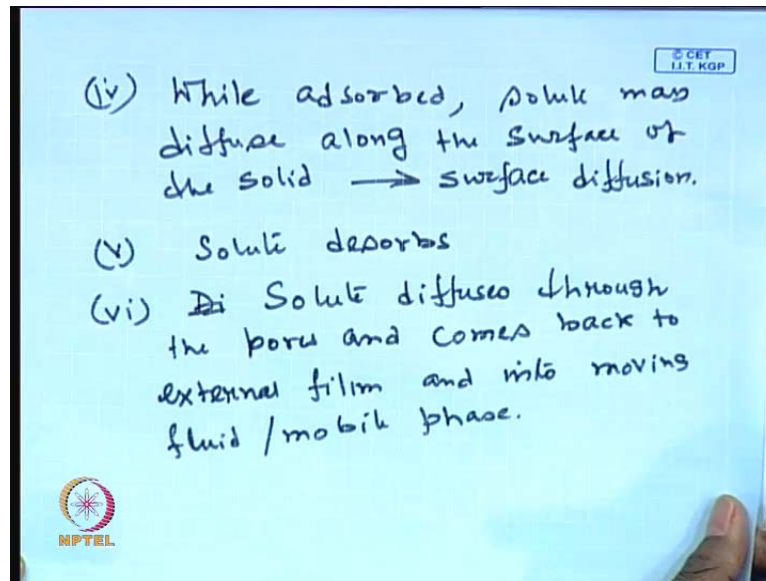 © CET
I.I.T. KGP
(iv) While adsorbed, solute may
diffuse along the surface of
the solid → surface diffusion.
(v) Solute desorbs
(vi) Di Solute diffuses through
the pores and comes back to
external film and into moving
fluid / mobile phase.
NPTEL